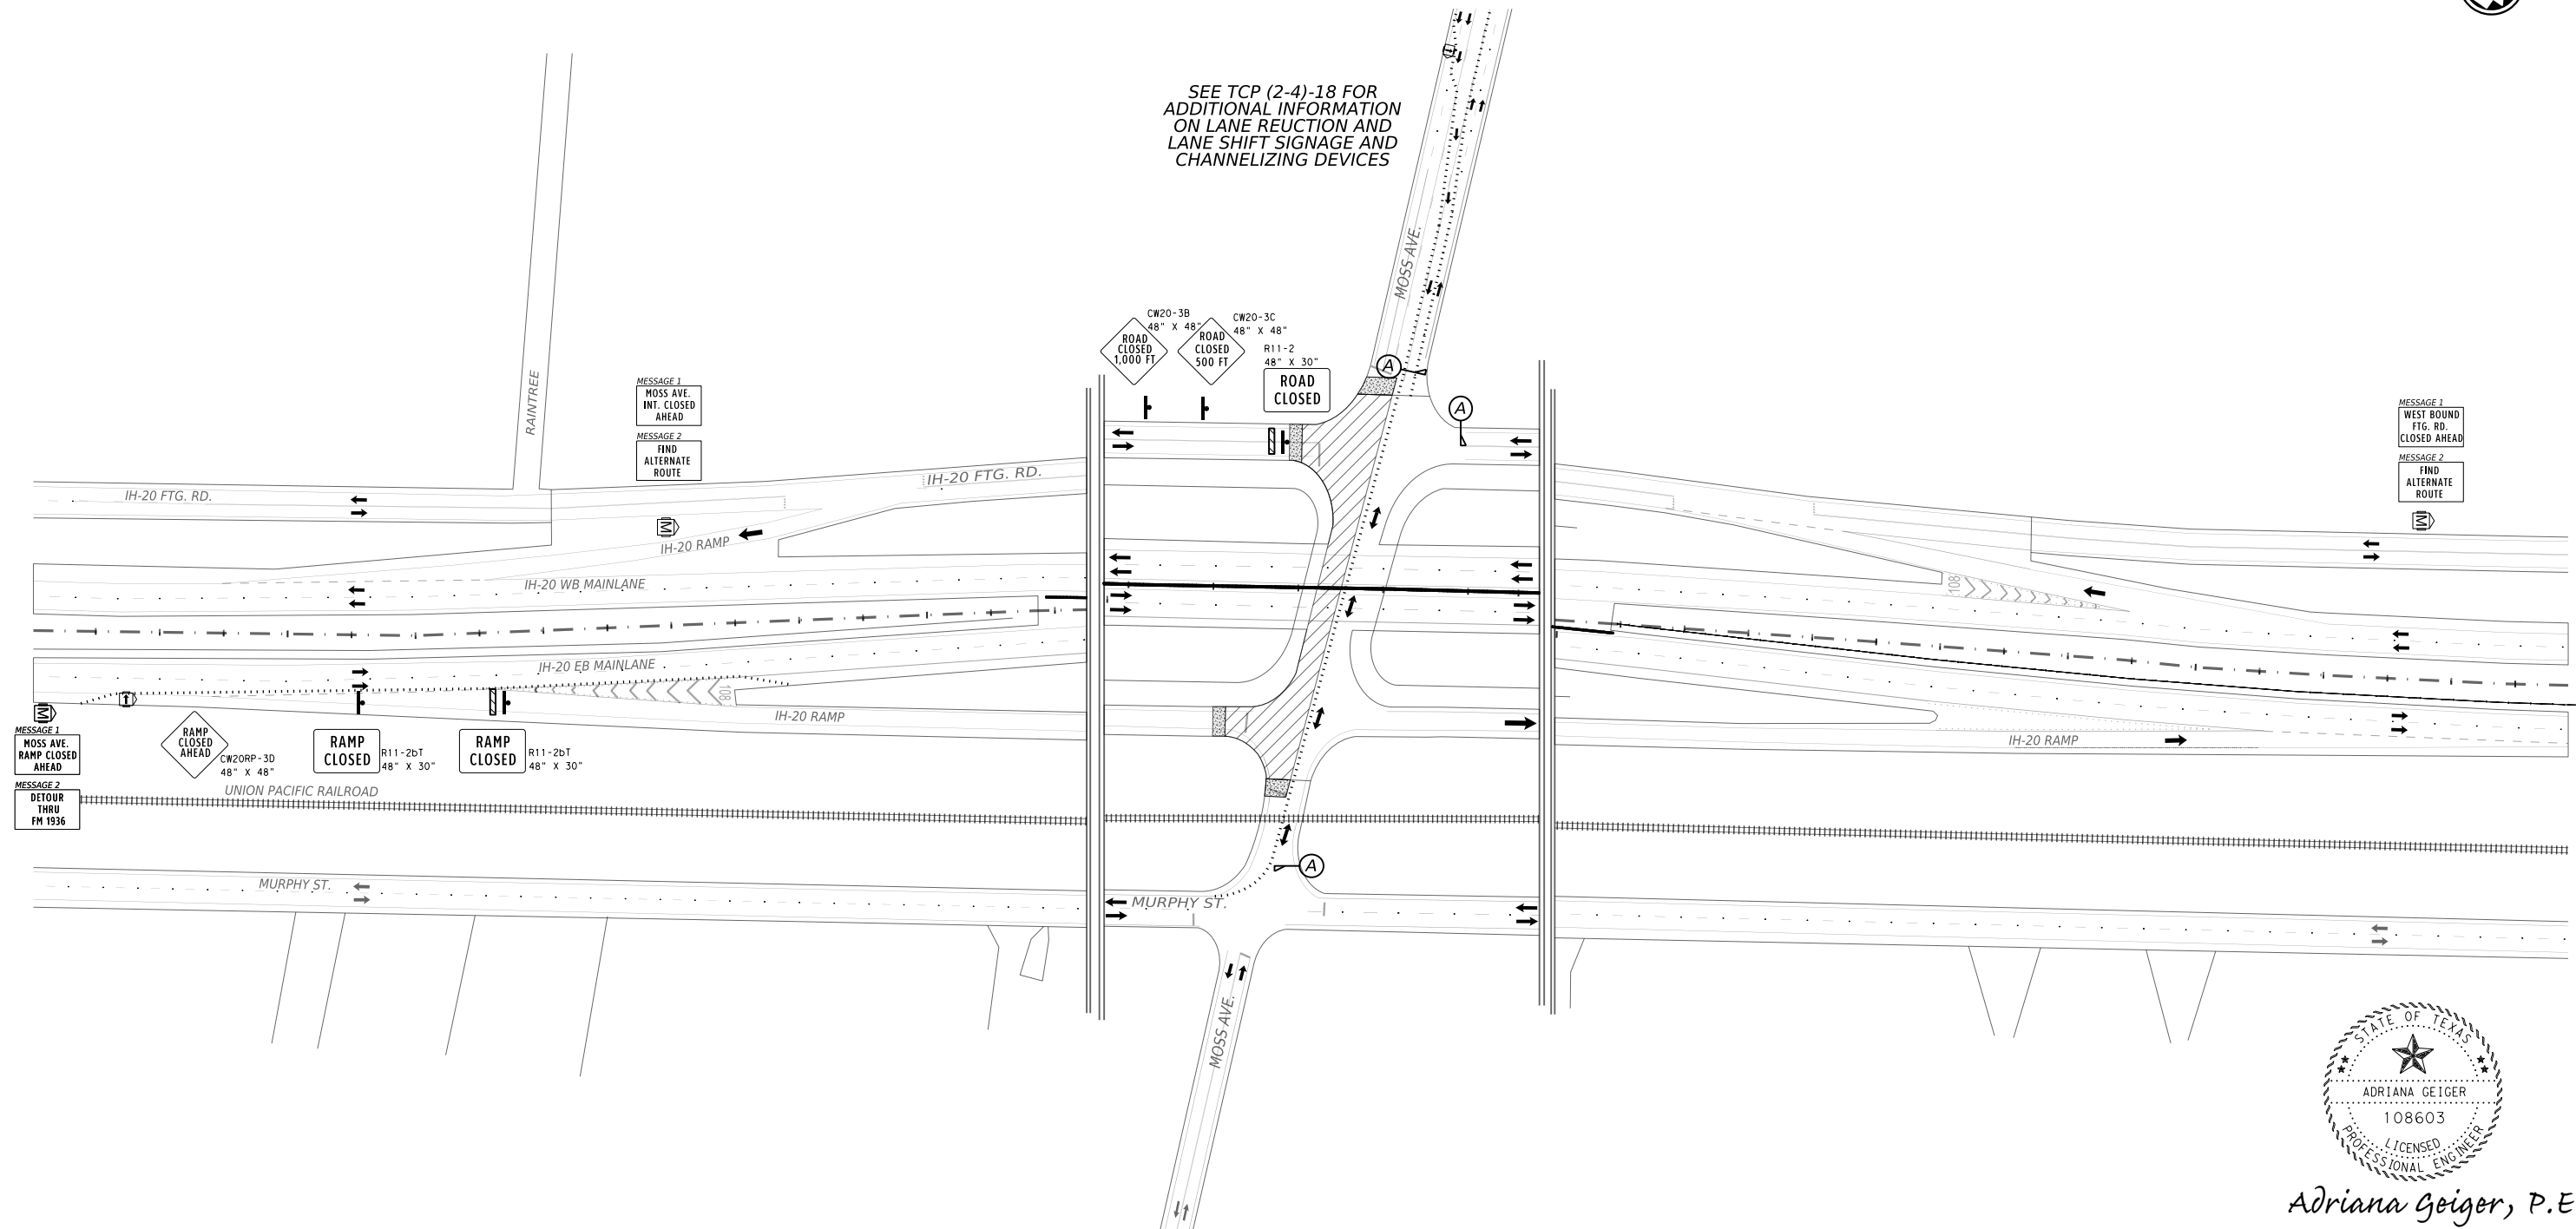 SEE TCP (2-4)-18 FOR
ADDITIONAL INFORMATION
ON LANE REUCTION AND
LANE SHIFT SIGNAGE AND
CHANNELIZING DEVICES
MOSS AVE.
RAINTREE
CW20-3B
48" X 48"
ROAD
CLOSED
1,000 FT
CW20-3C
48" X 48"
ROAD
CLOSED
500 FT
R11-2
48" X 30"
ROAD
CLOSED
A
A
MESSAGE 1
MOSS AVE.
INT. CLOSED
AHEAD
MESSAGE 2
FIND
ALTERNATE
ROUTE
MESSAGE 1
WEST BOUND
FTG. RD.
CLOSED AHEAD
MESSAGE 2
FIND
ALTERNATE
ROUTE
IH-20 FTG. RD.
IH-20 FTG. RD.
M
M
IH-20 RAMP
IH-20 WB MAINLANE
108
IH-20 EB MAINLANE
108
IH-20 RAMP
IH-20 RAMP
M
MESSAGE 1
MOSS AVE.
RAMP CLOSED
AHEAD
MESSAGE 2
DETOUR
THRU
FM 1936
RAMP
CLOSED
AHEAD
CW20RP-3D
48" X 48"
RAMP
CLOSED
R11-2bT
48" X 30"
RAMP
CLOSED
R11-2bT
48" X 30"
UNION PACIFIC RAILROAD
A
MURPHY ST.
MURPHY ST.
MOSS AVE.
STATE OF TEXAS
ADRIANA GEIGER
108603
LICENSED
PROFESSIONAL ENGINEER
Adriana Geiger, P.E